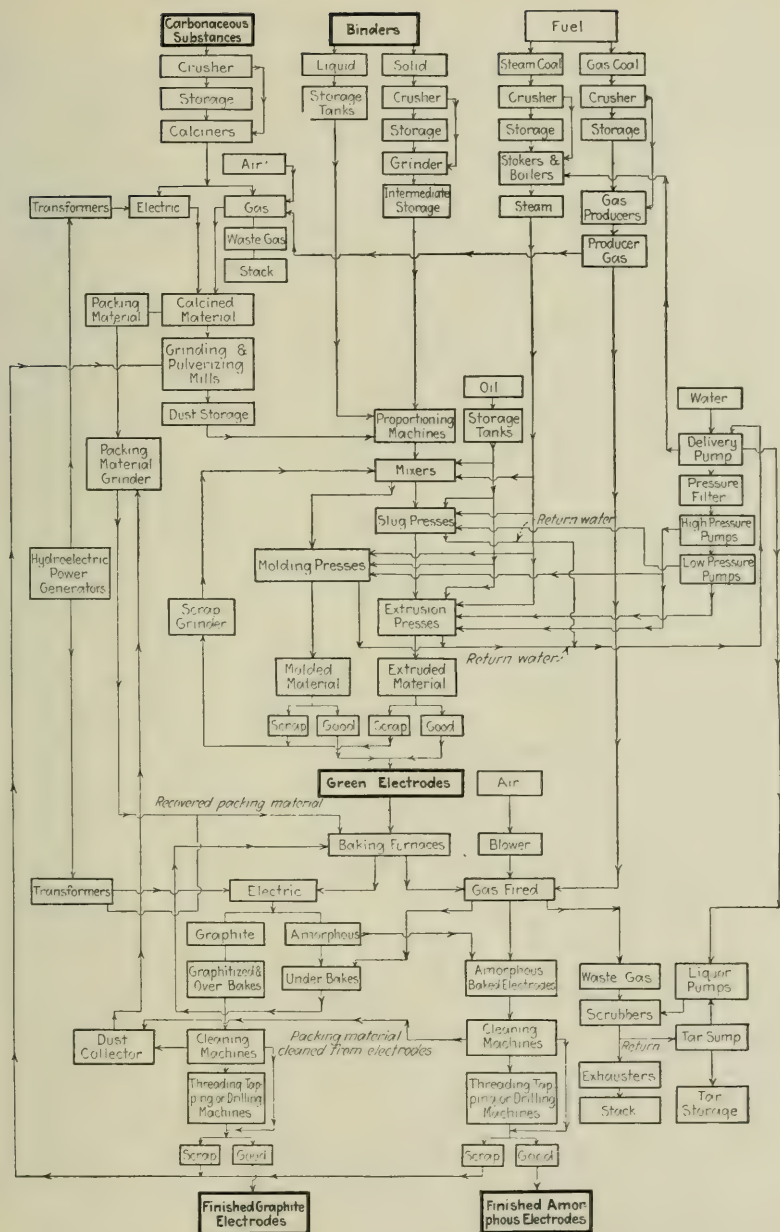 Carbonaceous
Substances
Crusher
Storage
Calciners
Binders
Liquid
Storage
Tanks
Solid
Crusher
Storage
Grinder
Intermediate
Storage
Fuel
Steam Coal
Crusher
Storage
Stokers &
Boilers
Steam
Gas Coal
Crusher
Storage
Gas
Producers
Producer
Gas
Air
Transformers
Electric
Gas
Waste Gas
Stack
Packing
Material
Calcined
Material
Grinding &
Pulverizing
Mills
Dust Storage
Packing
Material
Grinder
Hydroelectric
Power
Generators
Oil
Storage
Tanks
Proportioning
Machines
Mixers
Slug Presses
Return water
Molding Presses
Extrusion
Presses
Return water
Scrap
Grinder
Water
Delivery
Pump
Pressure
Filter
High Pressure
Pumps
Low Pressure
Pumps
Molded
Material
Extruded
Material
Scrap
Good
Scrap
Good
Green Electrodes
Air
Recovered packing material
Baking Furnaces
Blower
Transformers
Electric
Gas Fired
Graphite
Amorphous
Graphitized &
Over Bakes
Under Bakes
Amorphous
Baked Electrodes
Waste Gas
Liquor
Pumps
Scrubbers
Return
Tar Sump
Exhausters
Stack
Tar
Storage
Dust
Collector
Cleaning
Machines
Packing material
cleaned from electrodes
Cleaning
Machines
Threading Tap
ping or Drilling
Machines
Threading Tap
ping or Drilling
Machines
Scrap
Good
Scrap
Good
Finished Graphite
Electrodes
Finished Amor
phous Electrodes